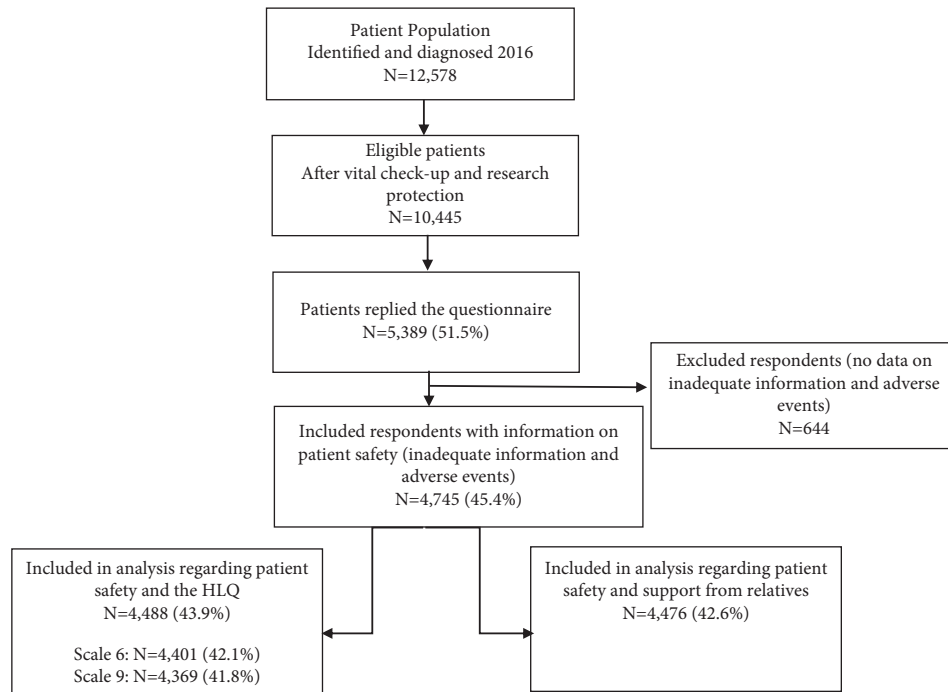 Patient Population
Identified and diagnosed 2016
N=12,578
Eligible patients
After vital check-up and research
protection
N=10,445
Patients replied the questionnaire
N=5,389 (51.5%)
Excluded respondents (no data on
inadequate information and adverse
events)
N=644
Included respondents with information on
patient safety (inadequate information and
adverse events)
N=4,745 (45.4%)
Included in analysis regarding patient
safety and the HLQ
N=4,488 (43.9%)
Scale 6: N=4,401 (42.1%)
Scale 9: N=4,369 (41.8%)
Included in analysis regarding patient
safety and support from relatives
N=4,476 (42.6%)